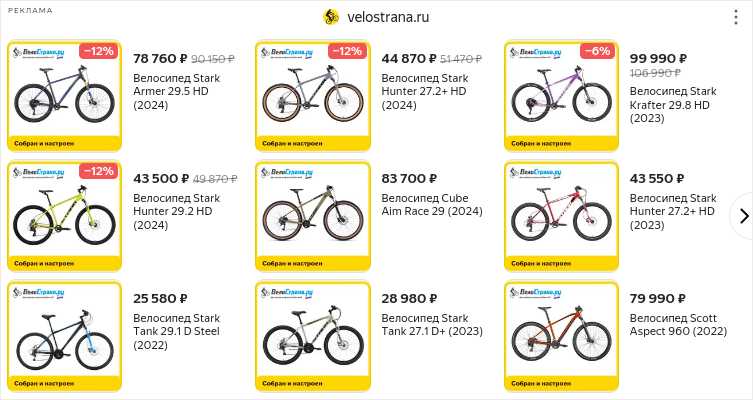 РЕКЛАМА
velostrana.ru
ВелоСтрана.ру
−12%
Собран и настроен
78 760 ₽ 90 150 ₽
Велосипед Stark
Armer 29.5 HD
(2024)
ВелоСтрана.ру
−12%
Собран и настроен
44 870 ₽ 51 470 ₽
Велосипед Stark
Hunter 27.2+ HD
(2024)
ВелоСтрана.ру
−6%
Собран и настроен
99 990 ₽
106 990 ₽
Велосипед Stark
Krafter 29.8 HD
(2023)
ВелоСтрана.ру
−12%
Собран и настроен
43 500 ₽ 49 870 ₽
Велосипед Stark
Hunter 29.2 HD
(2024)
ВелоСтрана.ру
Собран и настроен
83 700 ₽
Велосипед Cube
Aim Race 29 (2024)
ВелоСтрана.ру
Собран и настроен
43 550 ₽
Велосипед Stark
Hunter 27.2+ HD
(2023)
ВелоСтрана.ру
Собран и настроен
25 580 ₽
Велосипед Stark
Tank 29.1 D Steel
(2022)
ВелоСтрана.ру
Собран и настроен
28 980 ₽
Велосипед Stark
Tank 27.1 D+ (2023)
ВелоСтрана.ру
Собран и настроен
79 990 ₽
Велосипед Scott
Aspect 960 (2022)